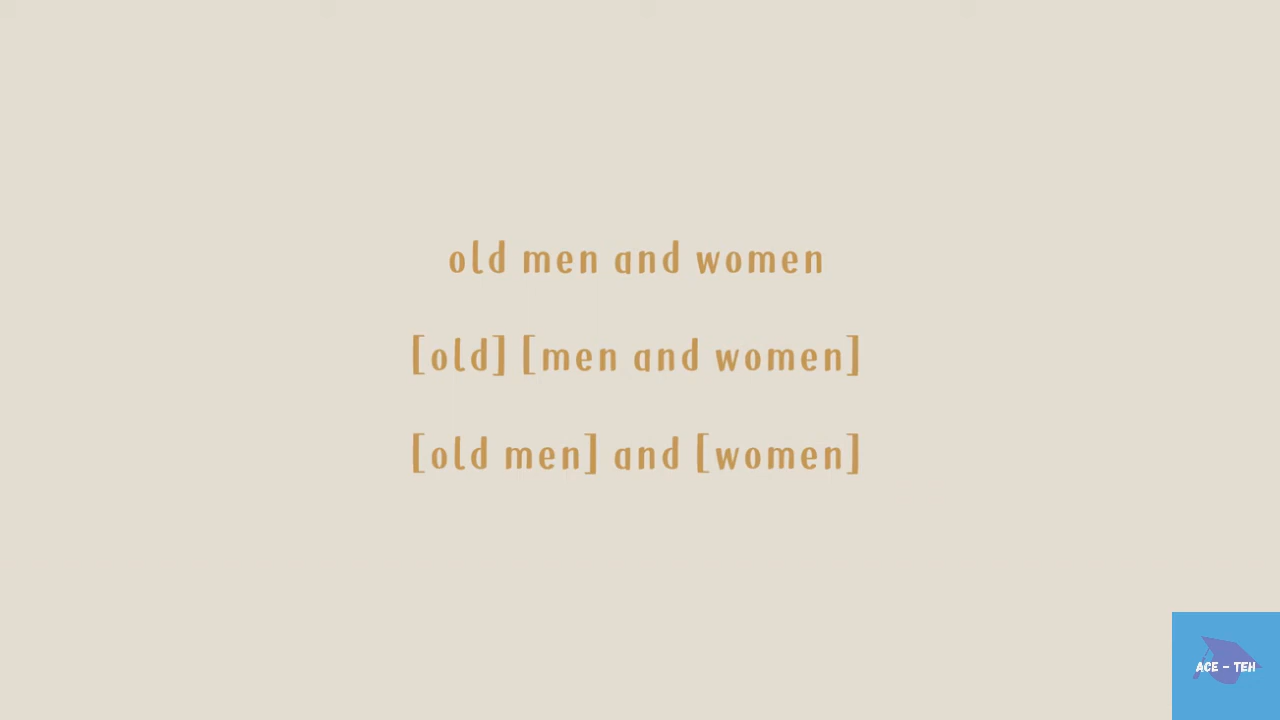 old men and women
[old] [men and women]
[old men] and [women]
ACE - TEH